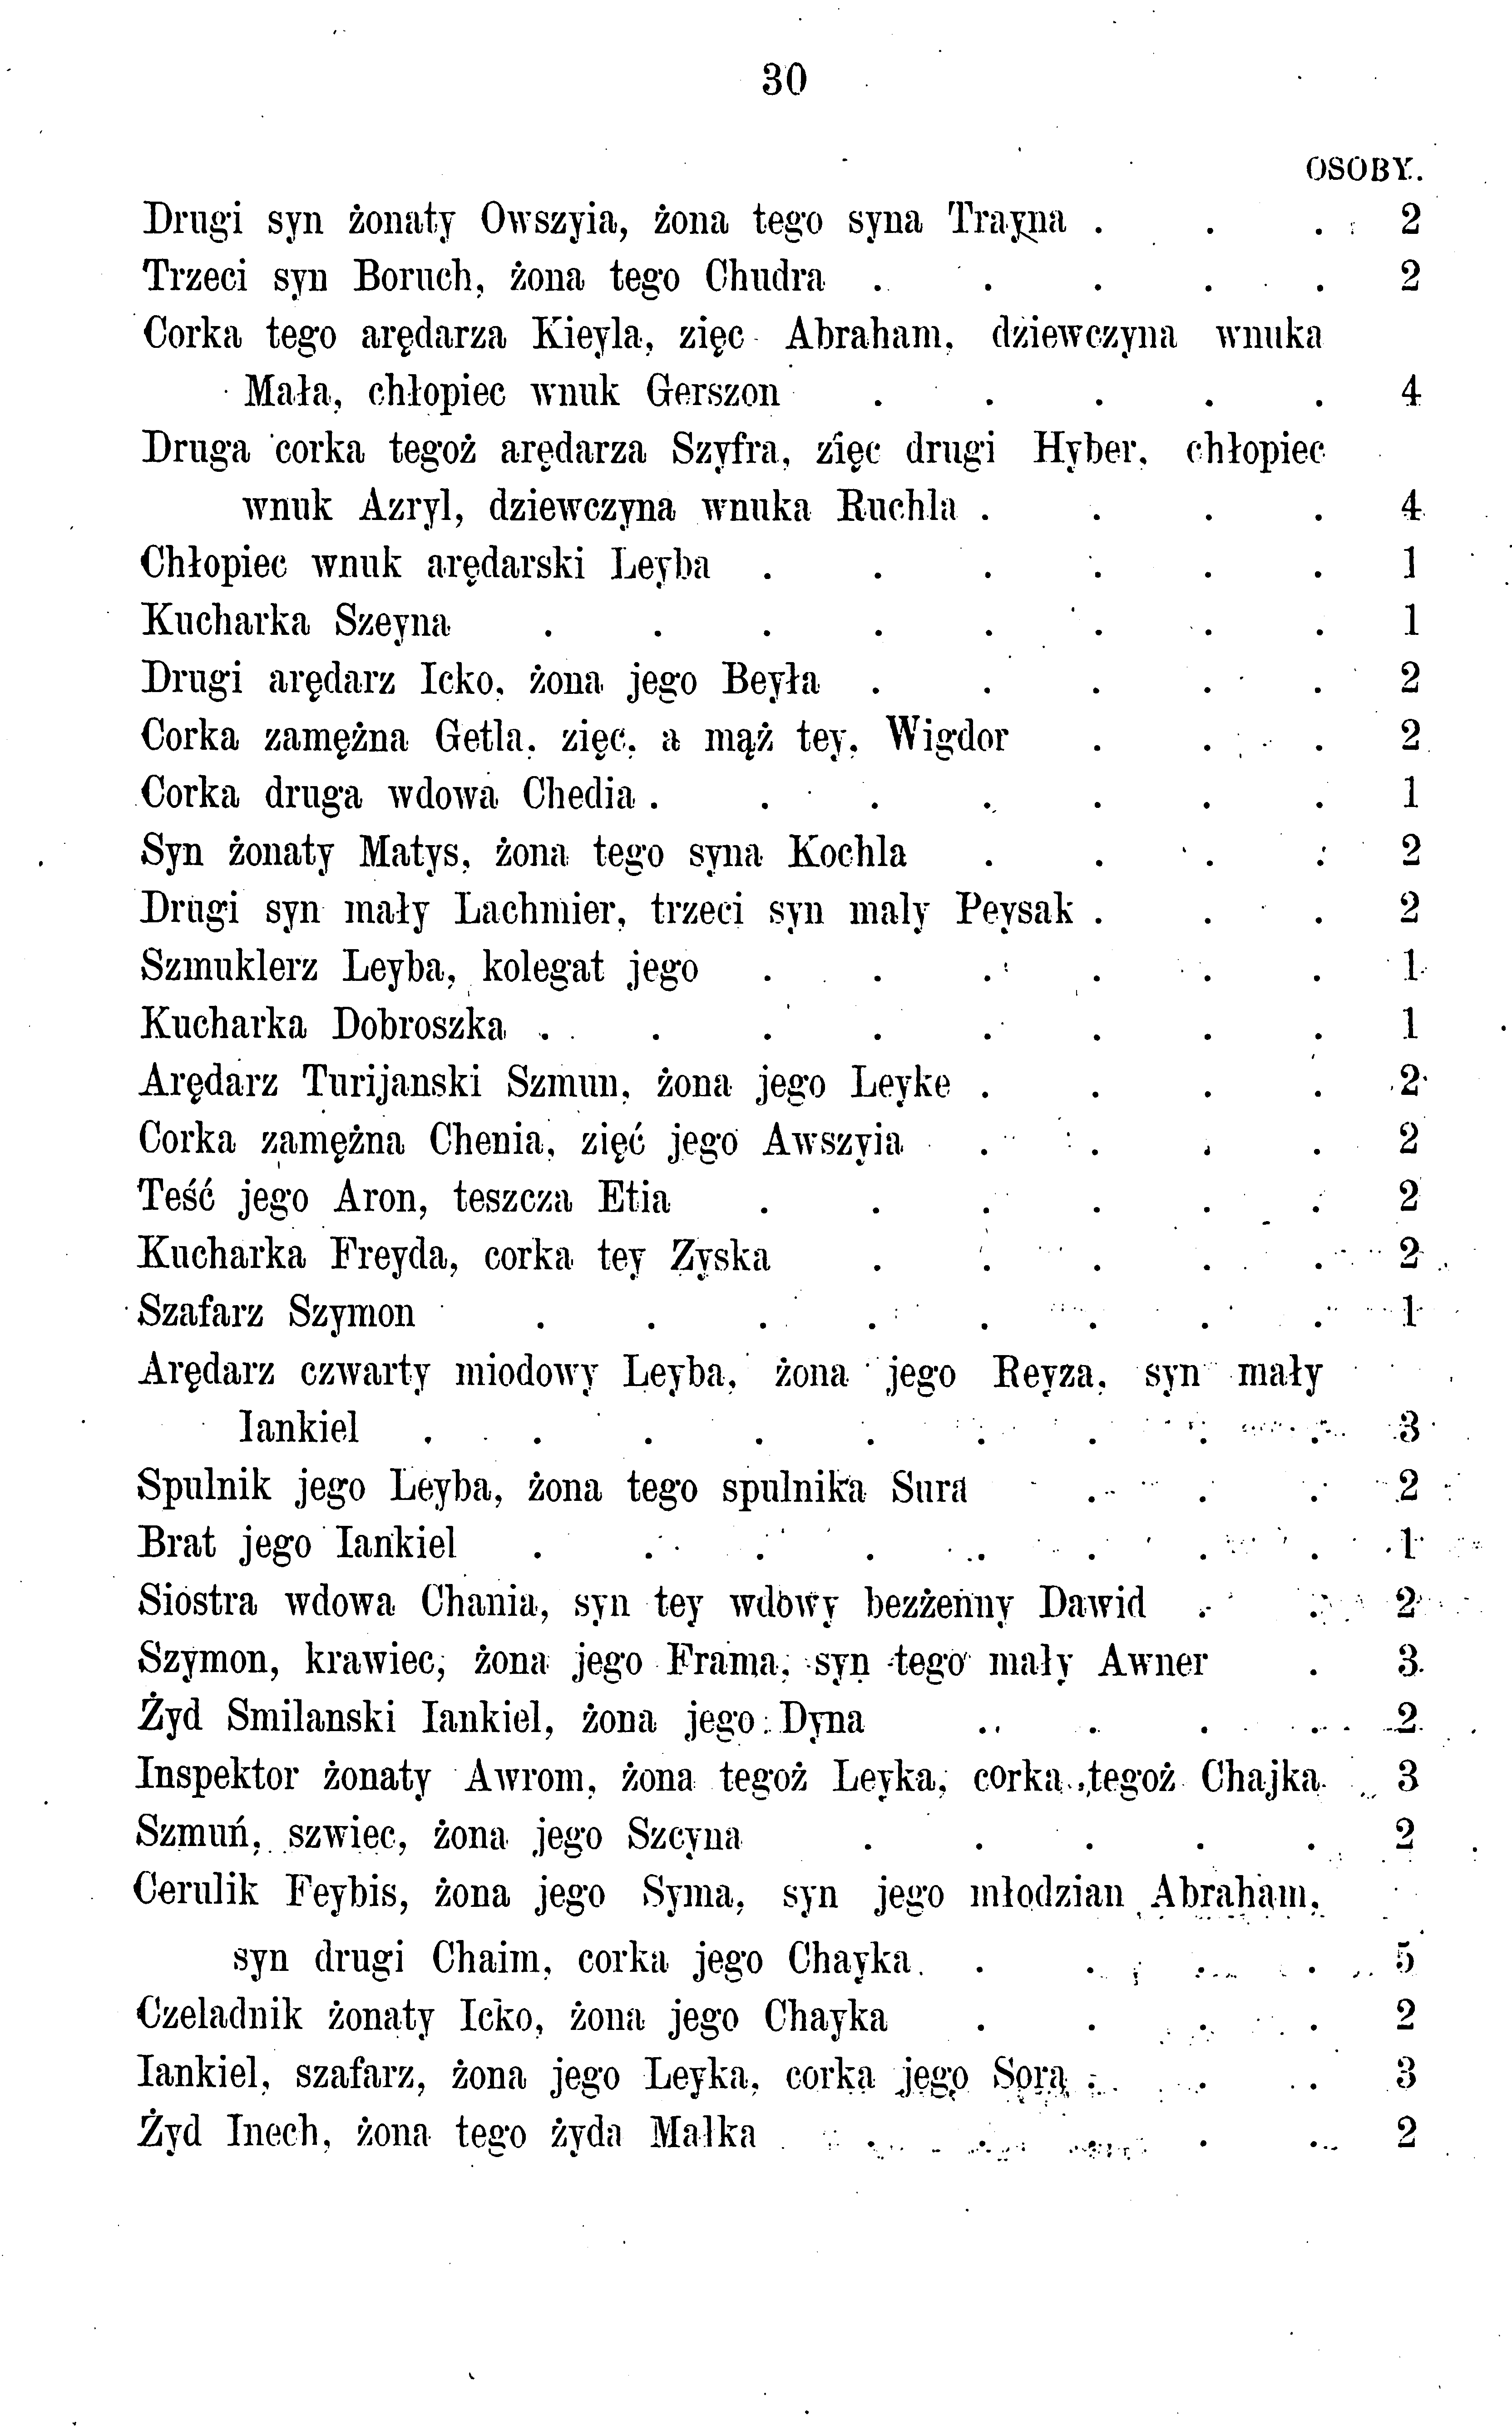 30
OSOBY.
Drugi syn żonaty Owszyia, żona tego syna Trayna . . . 2
Trzeci syn Boruch, żona tego Chudra . . . . . 2
Corka tego arędarza Kieyla, zięc Abraham, dziewczyna wnuka
Mała, chłopiec wnuk Gerszon . . . . . 4
Druga corka tegoż arędarza Szyfra, zięc drugi Hyber, chłopiec
wnuk Azryl, dziewczyna wnuka Ruchla . . . . 4
Chłopiec wnuk arędarski Leyba . . . . . . 1
Kucharka Szeyna . . . . . . . . 1
Drugi arędarz Icko, żona jego Beyła . . . . . 2
Corka zamężna Getla, zięc, a mąż tey, Wigdor . . . 2
Corka druga wdowa Chedia . . . . . . . 1
Syn żonaty Matys, żona tego syna Kochla . . . . 2
Drugi syn mały Lachmier, trzeci syn maly Peysak . . . 2
Szmuklerz Leyba, kolegat jego . . . . . . 1
Kucharka Dobroszka . . . . . . . . 1
Arędarz Turijanski Szmun, żona jego Leyke . . . . 2
Corka zamężna Chenia, zięć jego Awszyia . . . . 2
Teść jego Aron, teszcza Etia . . . . . . 2
Kucharka Freyda, corka tey Zyska . . . . . 2
Szafarz Szymon . . . . . . . . 1
Arędarz czwarty miodowy Leyba, żona jego Reyza, syn mały
Iankiel . . . . . . . . . 3
Spulnik jego Leyba, żona tego spulnika Sura . . . 2
Brat jego Iankiel . . . . . . . . 1
Siostra wdowa Chania, syn tey wdowy bezżenny Dawid . . 2
Szymon, krawiec, żona jego Frama, syn tego mały Awner . 3
Żyd Smilanski Iankiel, żona jego Dyna . . . . 2
Inspektor żonaty Awrom, żona tegoż Leyka, corka tegoż Chajka 3
Szmuń, szwiec, żona jego Szcyna . . . . . 2
Cerulik Feybis, żona jego Syma, syn jego młodzian Abraham,
syn drugi Chaim, corka jego Chayka . . . . . 5
Czeladnik żonaty Icko, żona jego Chayka . . . . 2
Iankiel, szafarz, żona jego Leyka, corka jego Sora . . . 3
Żyd Inech, żona tego żyda Malka . . . . . 2